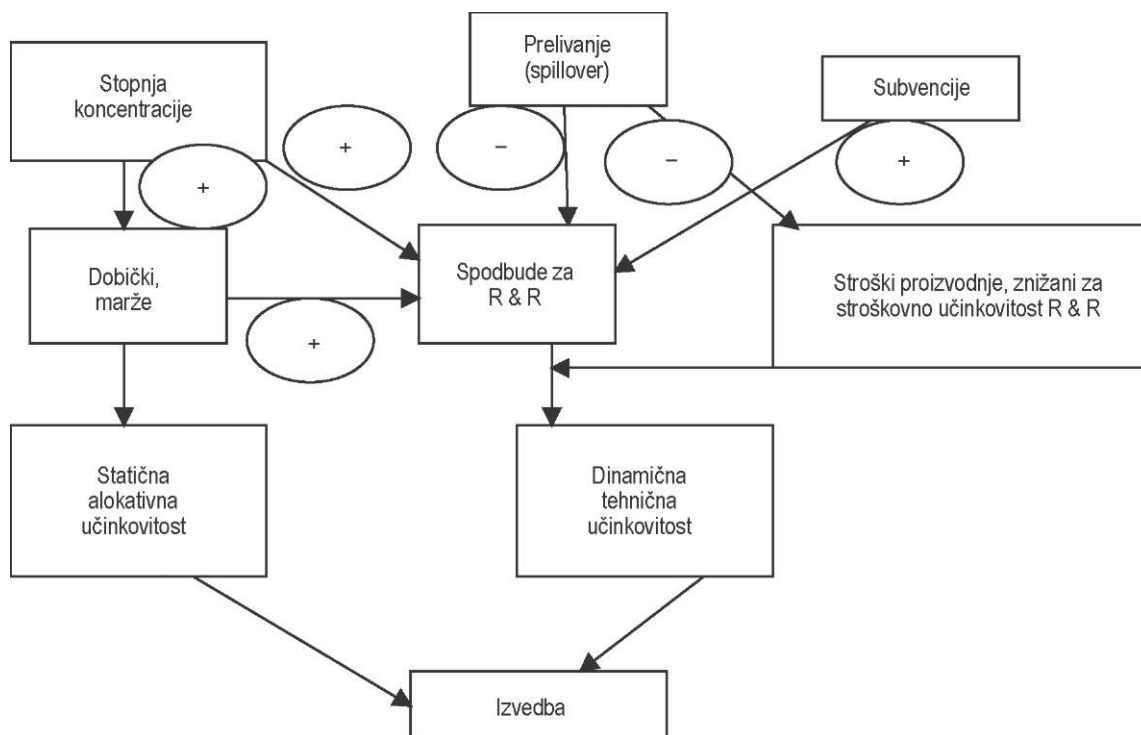 Prelivanje
(spillover)
Stopnja
koncentracije
Subvencije
+
–
–
+
+
Dobički,
marže
Spodbude za
R & R
Stroški proizvodnje, znižani za
stroškovno učinkovitost R & R
+
Statična
alokativna
učinkovitost
Dinamična
tehnična
učinkovitost
Izvedba